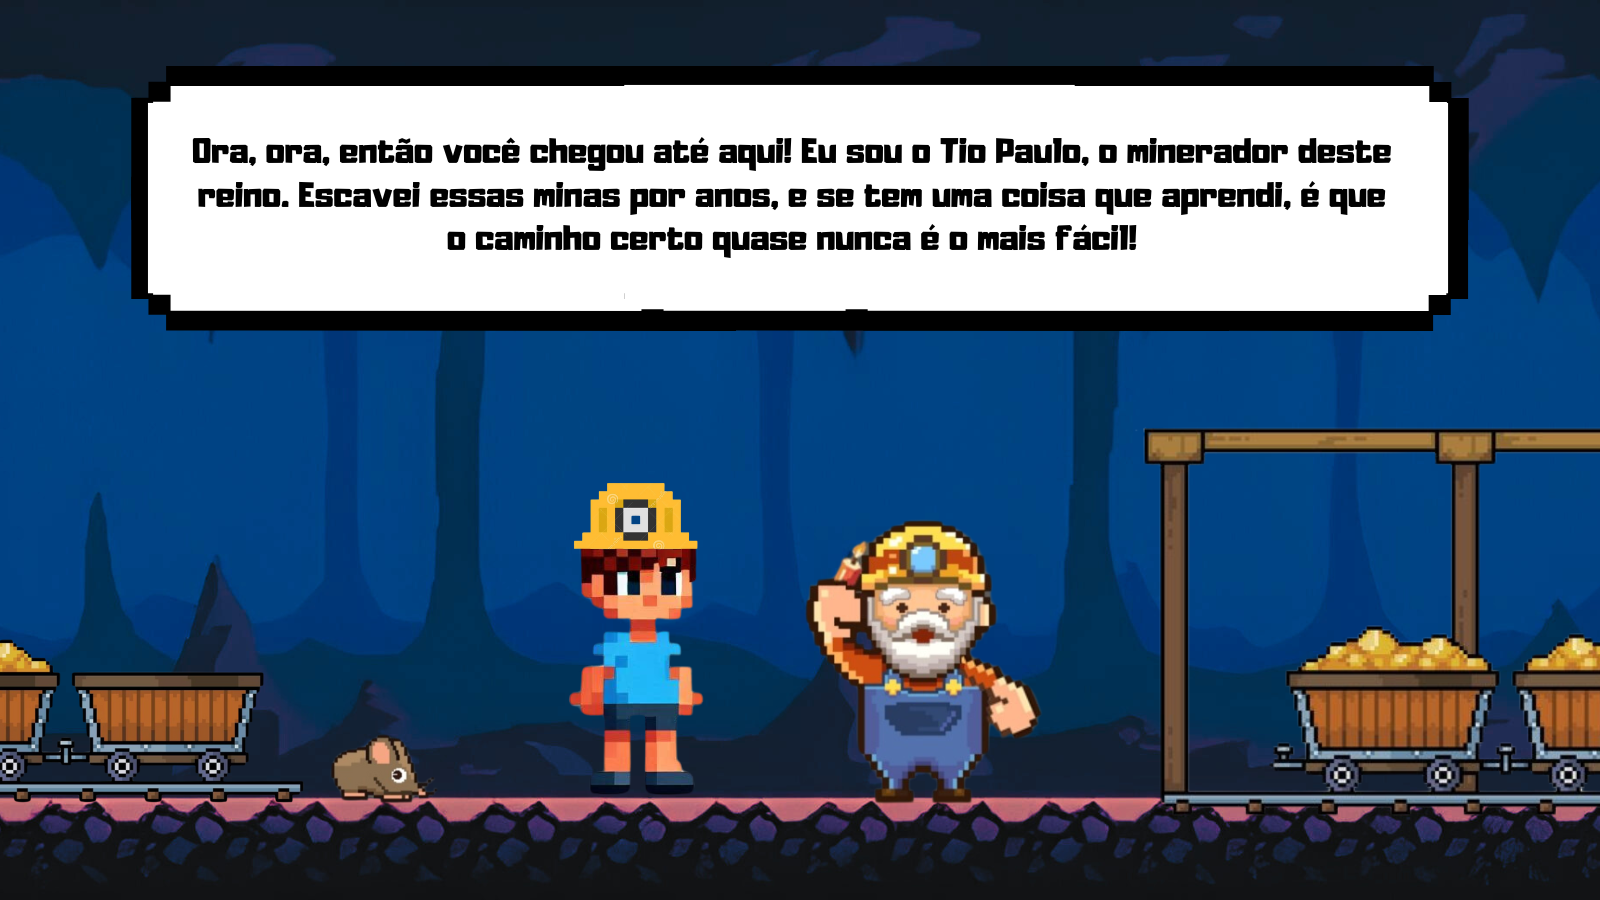 Ora, ora, então você chegou até aqui! Eu sou o Tio Paulo, o minerador deste
reino. Escavei essas minas por anos, e se tem uma coisa que aprendi, é que
o caminho certo quase nunca é o mais fácil!